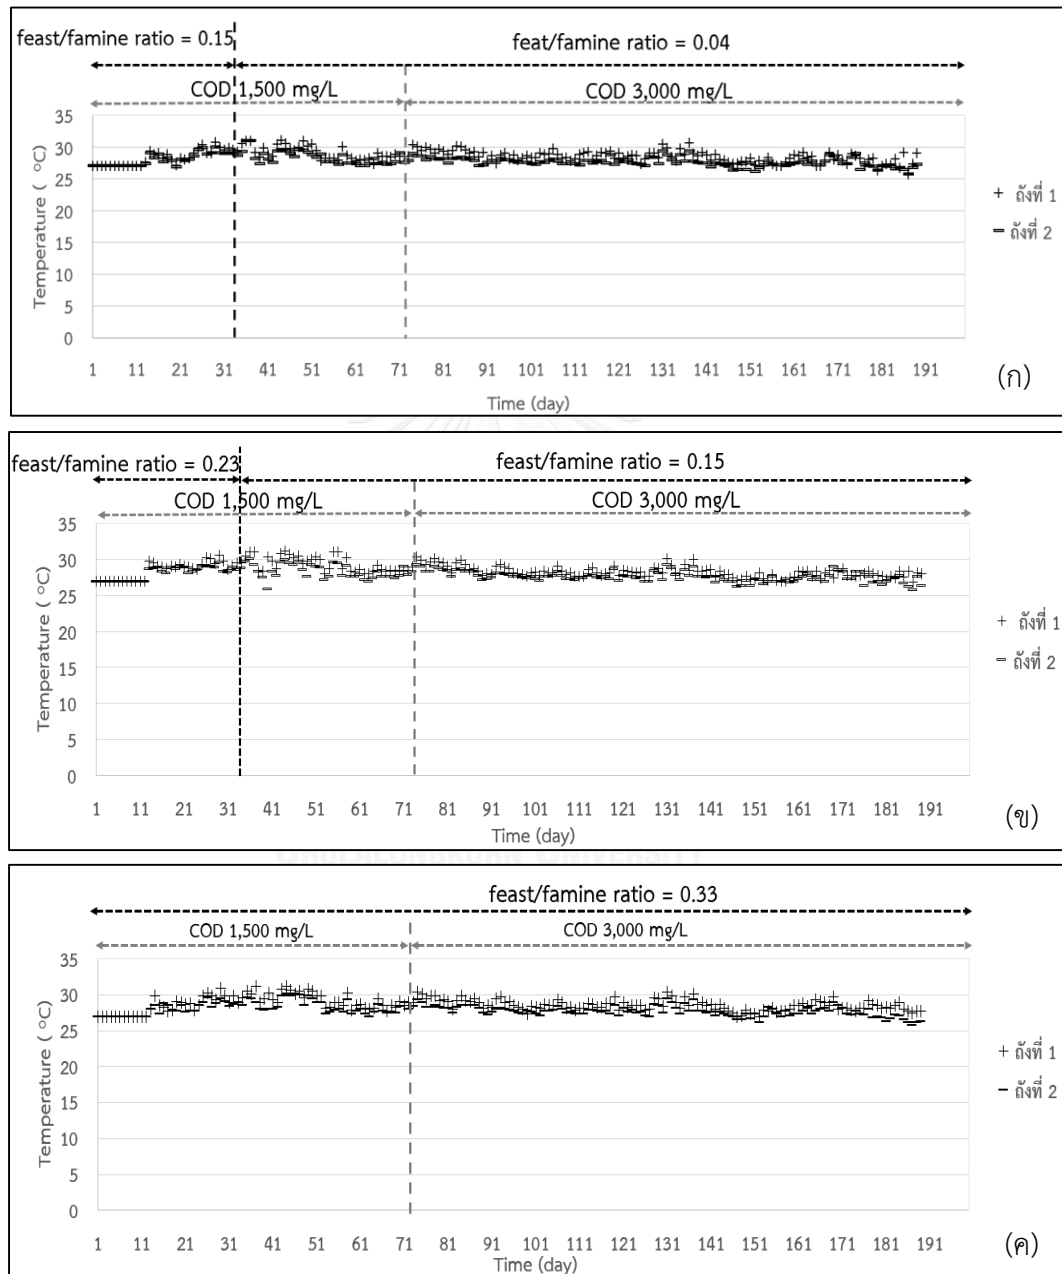 feast/famine ratio = 0.15
feat/famine ratio = 0.04
COD 1,500 mg/L
COD 3,000 mg/L
35
30
25
20
15
10
5
0
Temperature ( °C)
1 11 21 31 41 51 61 71 81 91 101 111 121 131 141 151 161 171 181 191
Time (day)
+ ถังที่ 1
ถังที่ 2
(ก)
feast/famine ratio = 0.23
feast/famine ratio = 0.15
COD 1,500 mg/L
COD 3,000 mg/L
35
30
25
20
15
10
5
0
Temperature ( °C)
1 11 21 31 41 51 61 71 81 91 101 111 121 131 141 151 161 171 181 191
Time (day)
+ ถังที่ 1
ถังที่ 2
(ข)
CHULALONGKORN UNIVERSITY
feast/famine ratio = 0.33
COD 1,500 mg/L
COD 3,000 mg/L
35
30
25
20
15
10
5
0
Temperature ( °C)
1 11 21 31 41 51 61 71 81 91 101 111 121 131 141 151 161 171 181 191
Time (day)
+ ถังที่ 1
ถังที่ 2
(ค)